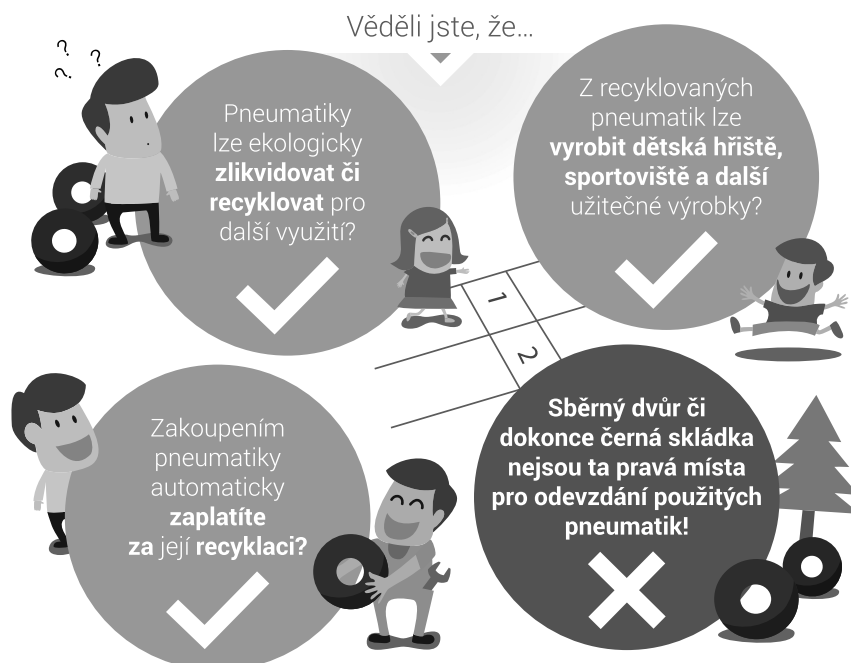 Věděli jste, že…
Pneumatiky
lze ekologicky
zlikvidovat či
recyklovat pro
další využití?
Z recyklovaných
pneumatik lze
vyrobit dětská hřiště,
sportoviště a další
užitečné výrobky?
1
2
Zakoupením
pneumatiky
automaticky
zaplatíte
za její recyklaci?
Sběrný dvůr či
dokonce černá skládka
nejsou ta pravá místa
pro odevzdání použitých
pneumatik!
? ? ?